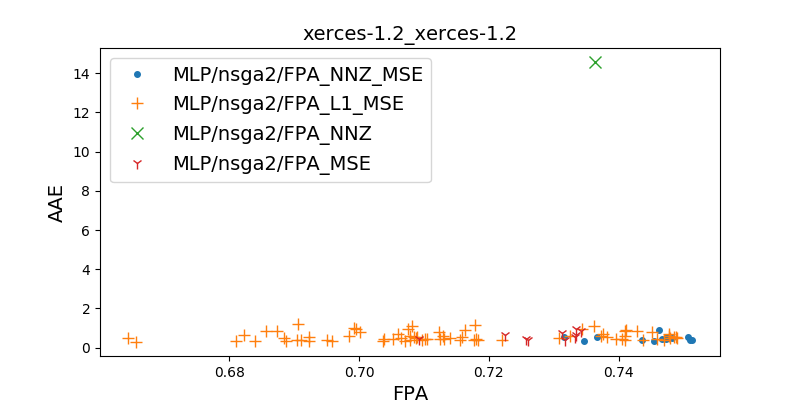 xerces-1.2_xerces-1.2
MLP/nsga2/FPA_NNZ_MSE
MLP/nsga2/FPA_L1_MSE
MLP/nsga2/FPA_NNZ
MLP/nsga2/FPA_MSE
AAE
14
12
10
8
6
4
2
0
0.68 0.70 0.72 0.74
FPA